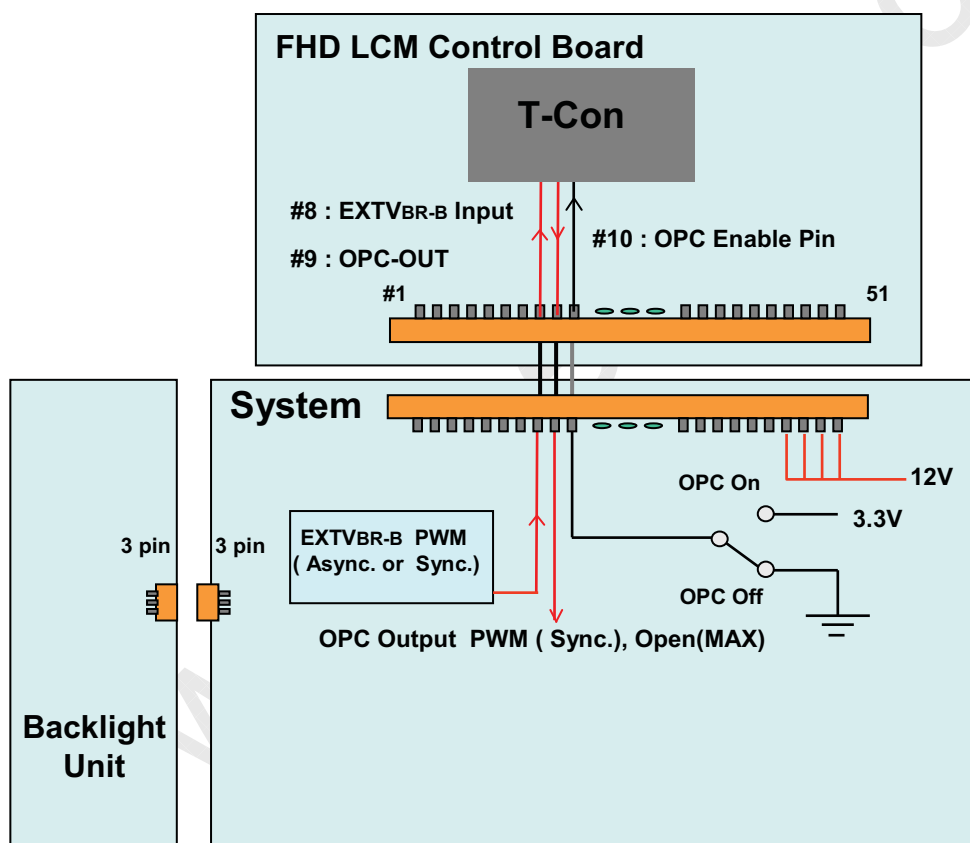 FHD LCM Control Board
T-Con
#8 : EXTVBR-B Input
#9 : OPC-OUT
#10 : OPC Enable Pin
#1
51
System
12V
OPC On
3.3V
3 pin
3 pin
EXTVBR-B PWM
( Async. or Sync.)
OPC Off
OPC Output PWM ( Sync.), Open(MAX)
Backlight
Unit